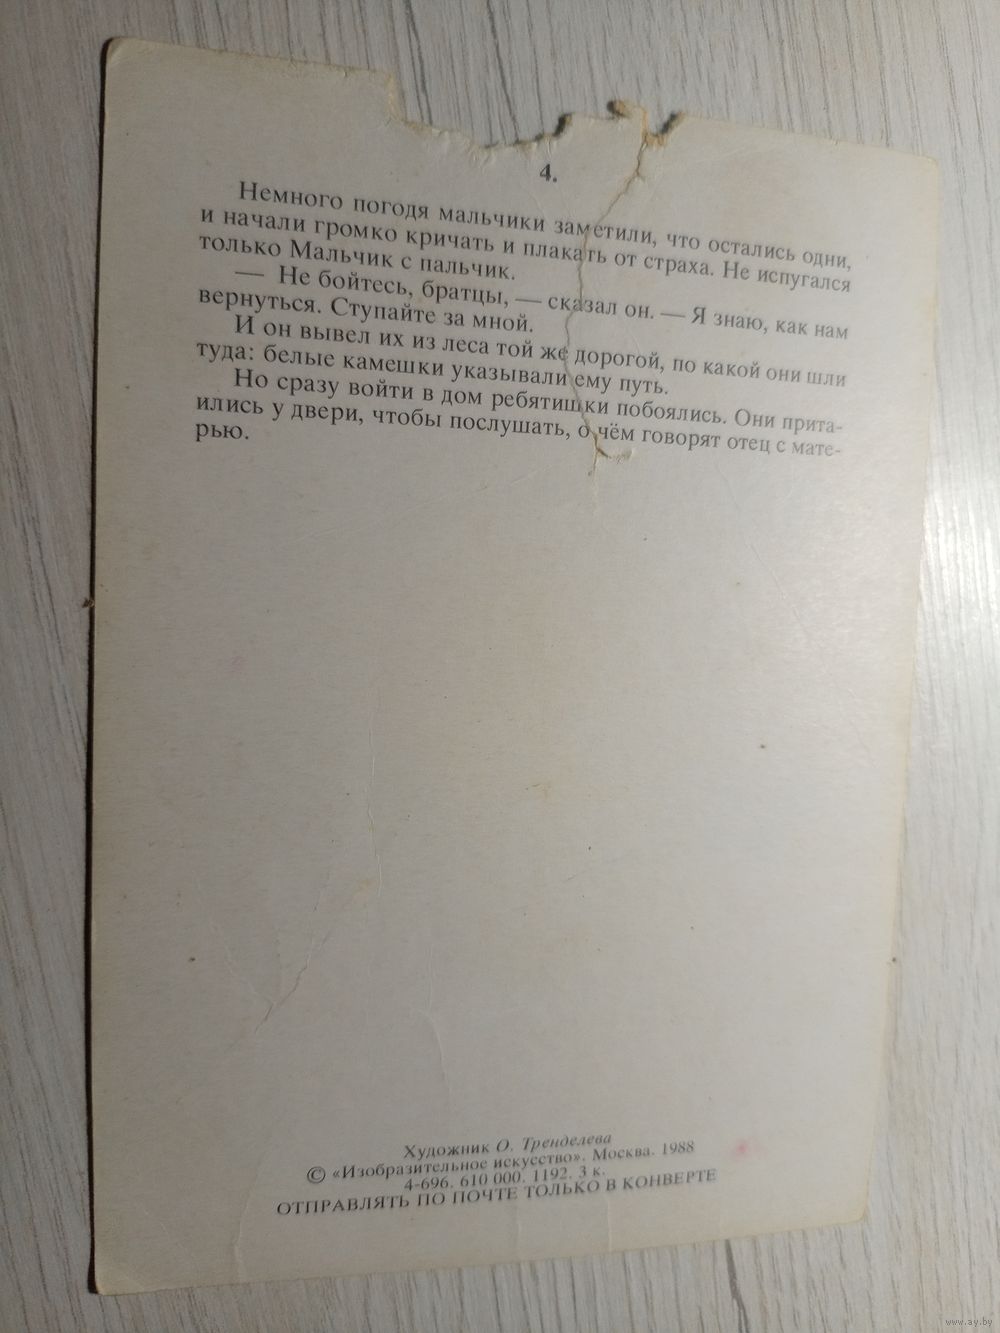 4.
Немного погодя мальчики заметили, что остались одни,
и начали громко кричать и плакать от страха. Не испугался
только Мальчик с пальчик.
— Не бойтесь, братцы, — сказал он. — Я знаю, как нам
вернуться. Ступайте за мной.
И он вывел их из леса той же дорогой, по какой они шли
туда: белые камешки указывали ему путь.
Но сразу войти в дом ребятишки побоялись. Они прита-
ились у двери, чтобы послушать, о чём говорят отец с мате-
рью.
Художник О. Тренделева
© «Изобразительное искусство». Москва. 1988
4-696. 610 000. 1192. 3 к.
ОТПРАВЛЯТЬ ПО ПОЧТЕ ТОЛЬКО В КОНВЕРТЕ
www.ay.by